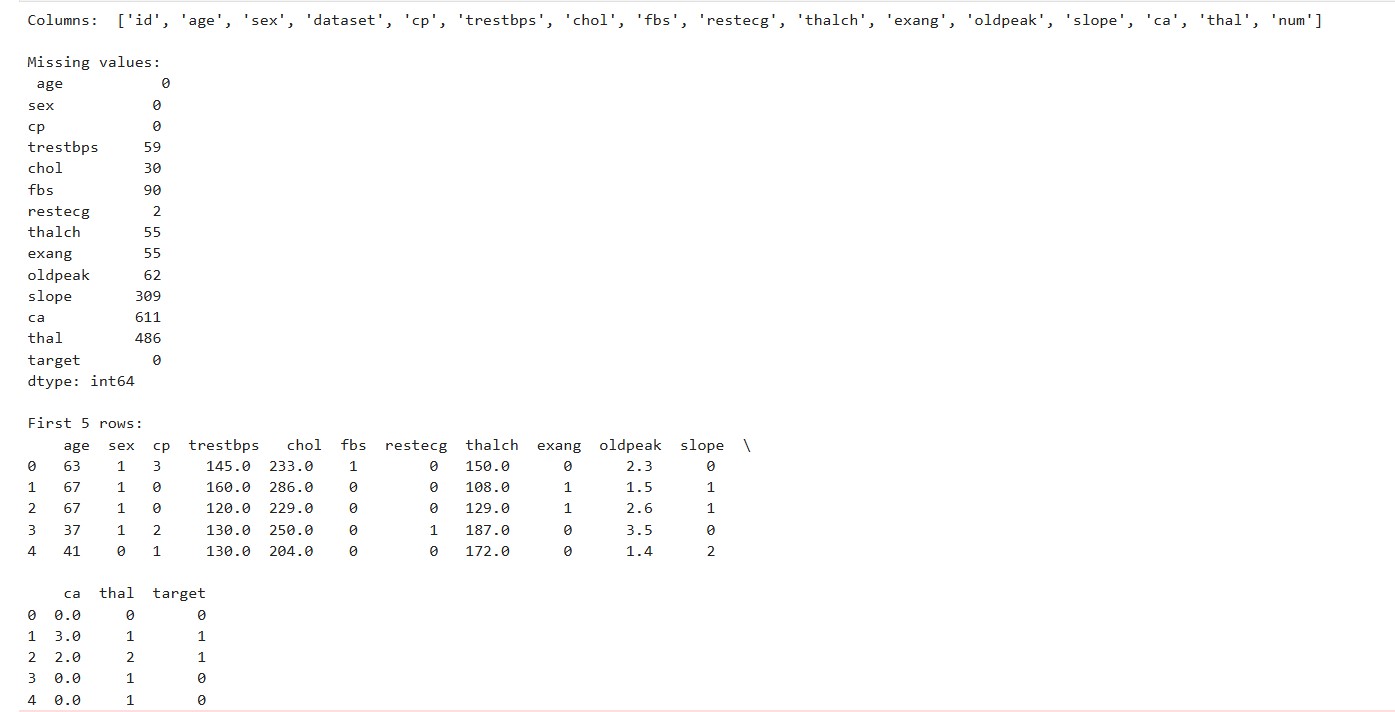 Columns:  ['id', 'age', 'sex', 'dataset', 'cp', 'trestbps', 'chol', 'fbs', 'restecg', 'thalch', 'exang', 'oldpeak', 'slope', 'ca', 'thal', 'num']
Missing values:
 age           0
sex           0
cp            0
trestbps     59
chol         30
fbs          90
restecg       2
thalch       55
exang        55
oldpeak      62
slope       309
ca          611
thal        486
target        0
dtype: int64
First 5 rows:
    age  sex  cp  trestbps   chol  fbs  restecg  thalch  exang  oldpeak  slope  \
0   63   1   3     145.0  233.0    1        0   150.0      0      2.3      0
1   67   1   0     160.0  286.0    0        0   108.0      1      1.5      1
2   67   1   0     120.0  229.0    0        0   129.0      1      2.6      1
3   37   1   2     130.0  250.0    0        1   187.0      0      3.5      0
4   41   0   1     130.0  204.0    0        0   172.0      0      1.4      2
    ca  thal  target
0  0.0     0       0
1  3.0     1       1
2  2.0     2       1
3  0.0     1       0
4  0.0     1       0